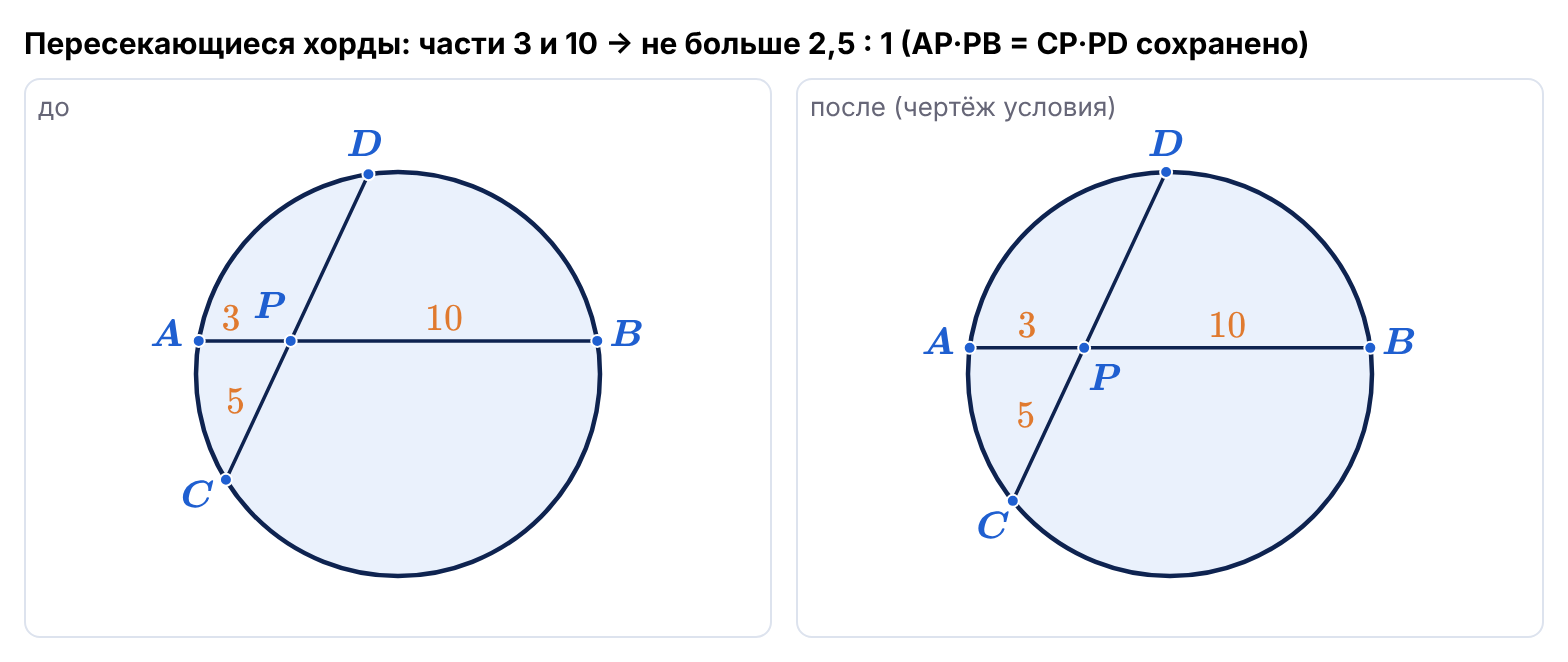 Пересекающиеся хорды: части 3 и 10 → не больше 2,5 : 1 (AP·PB = CP·PD сохранено)
до
D
3 P 10
A B
5
C
после (чертёж условия)
D
3 10
A B
P
5
C